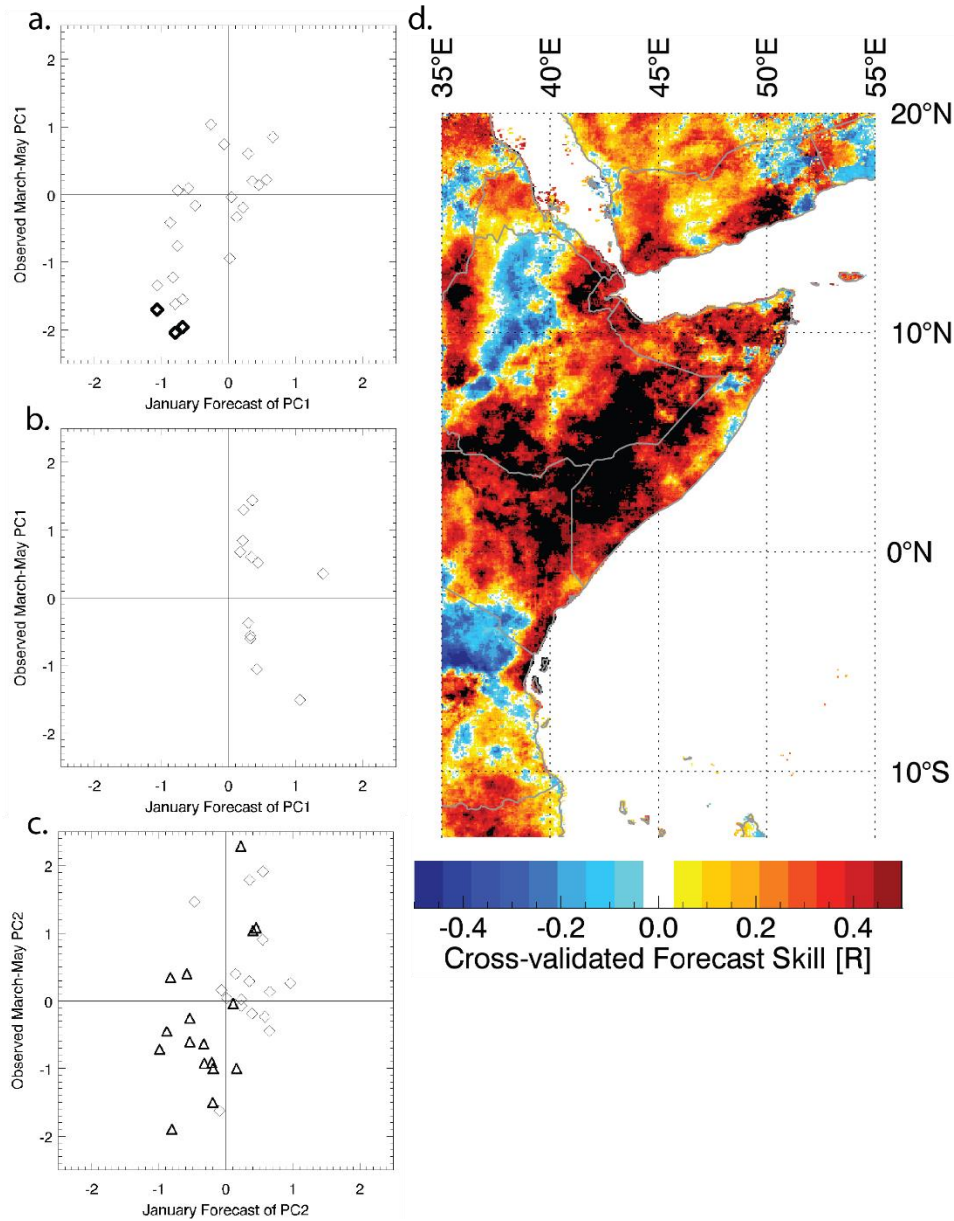 a.
2
1
0
-1
-2
Observed March-May PC1
-2 -1 0 1 2
January Forecast of PC1
b.
2
1
0
-1
-2
Observed March-May PC1
-2 -1 0 1 2
January Forecast of PC1
c.
2
1
0
-1
-2
Observed March-May PC2
-2 -1 0 1 2
January Forecast of PC2
d.
35°E 40°E 45°E 50°E 55°E
20°N
10°N
0°N
10°S
-0.4 -0.2 0.0 0.2 0.4
Cross-validated Forecast Skill [R]